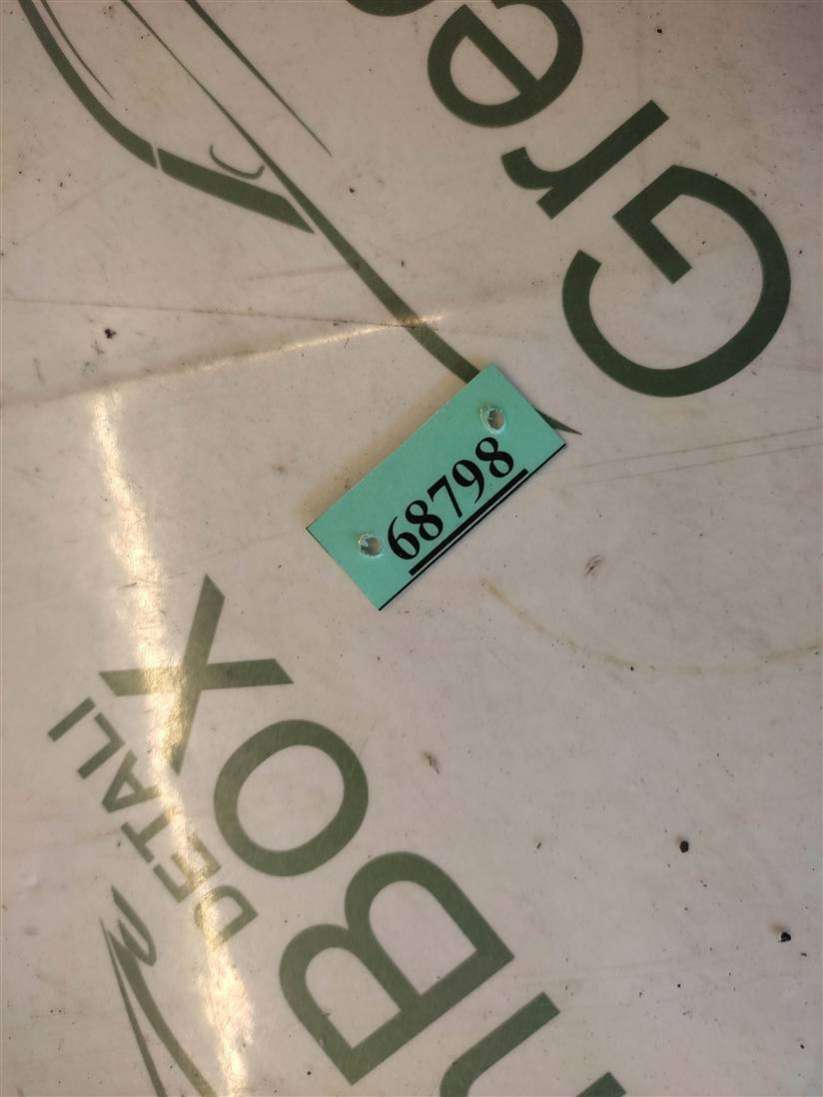 68798
Gre
BOX
DETALI